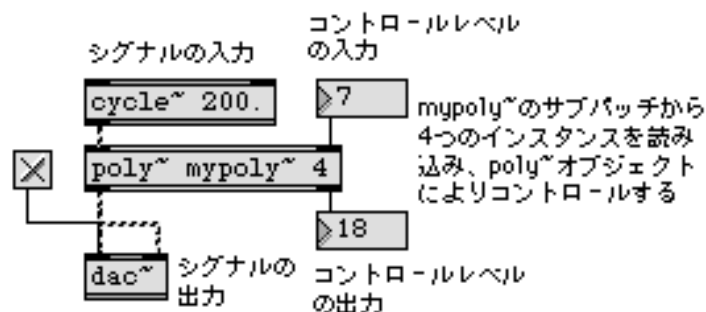 シグナルの入力
コントロールレベル
の入力
cycle~ 200.
7
mypoly~のサブパッチから
4つのインスタンスを読み
込み、poly~オブジェクト
によりコントロールする
poly~ mypoly~ 4
18
dac~
シグナルの
出力
コントロールレベル
の出力